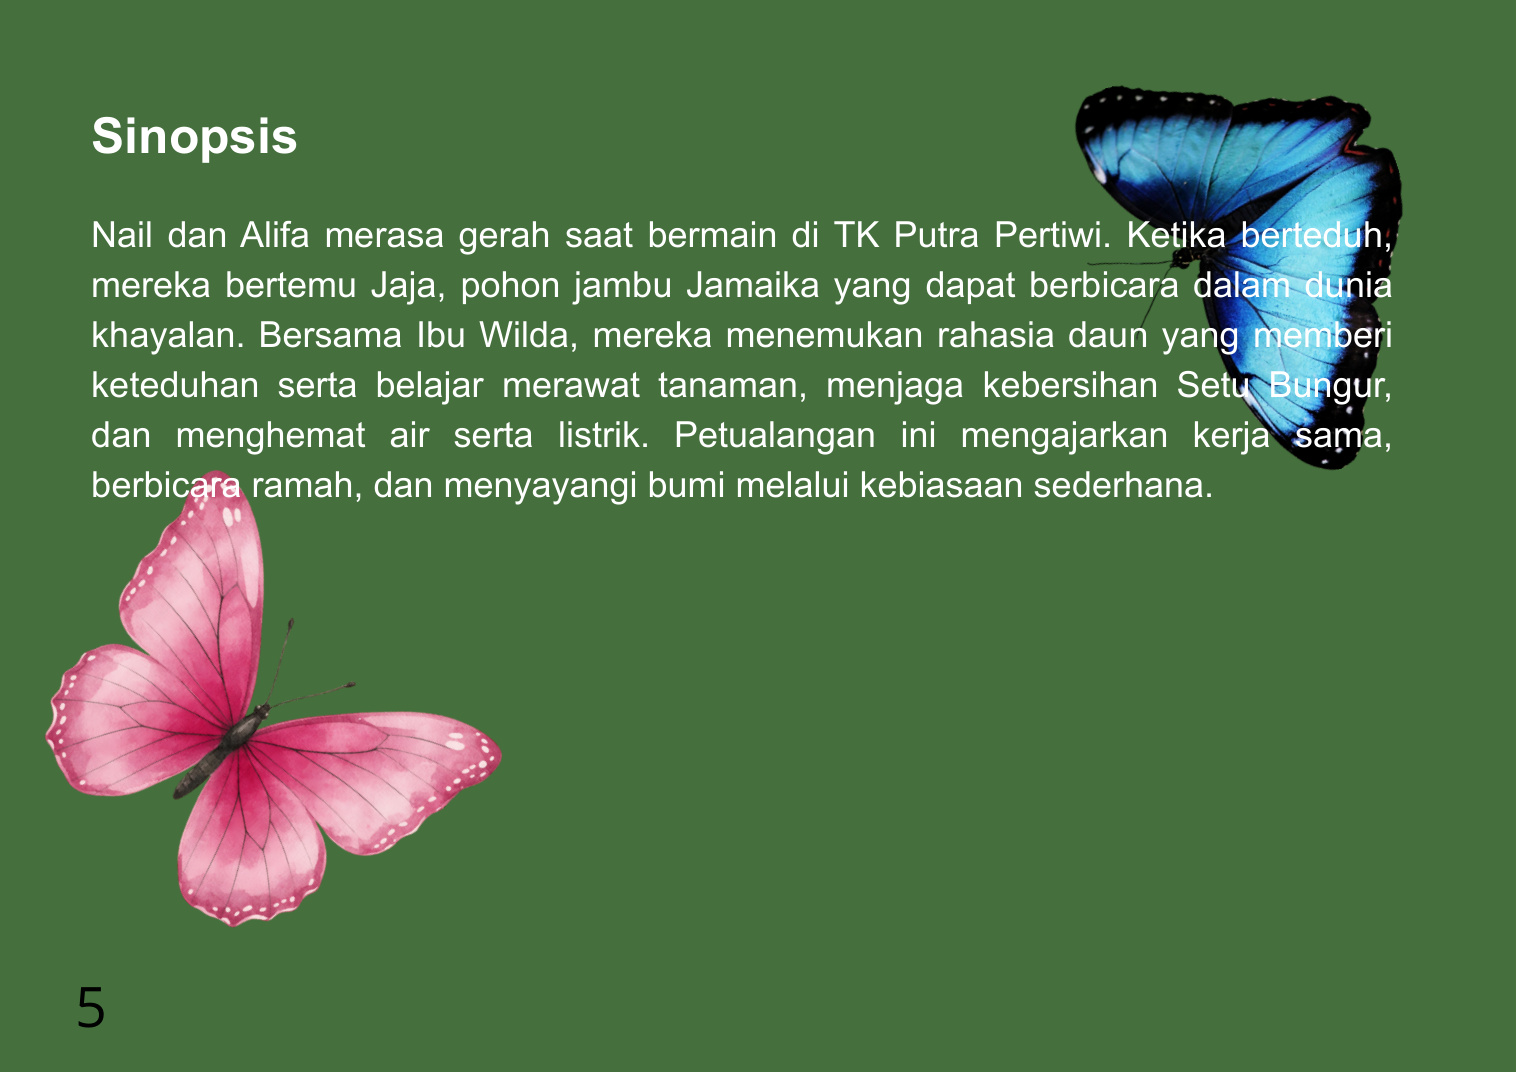 Sinopsis
Nail dan Alifa merasa gerah saat bermain di TK Putra Pertiwi. Ketika berteduh,
mereka bertemu Jaja, pohon jambu Jamaika yang dapat berbicara dalam dunia
khayalan. Bersama Ibu Wilda, mereka menemukan rahasia daun yang memberi
keteduhan serta belajar merawat tanaman, menjaga kebersihan Setu Bungur,
dan menghemat air serta listrik. Petualangan ini mengajarkan kerja sama,
berbicara ramah, dan menyayangi bumi melalui kebiasaan sederhana.
5